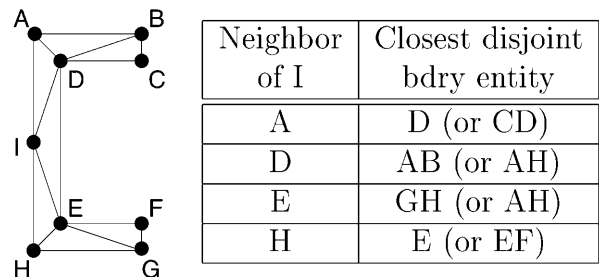 A B
D C
I
E F
H G
Neighbor of I Closest disjoint bdry entity
A D (or CD)
D AB (or AH)
E GH (or AH)
H E (or EF)